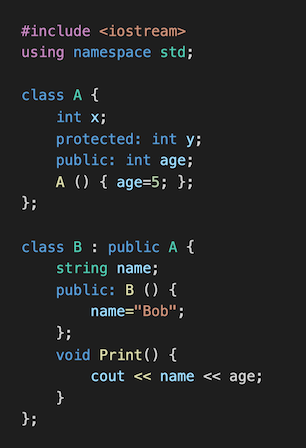 #include <iostream>
using namespace std;

class A {
    int x;
    protected: int y;
    public: int age;
    A () { age=5; };
};

class B : public A {
    string name;
    public: B () {
        name="Bob";
    };
    void Print() {
        cout << name << age;
    }
};